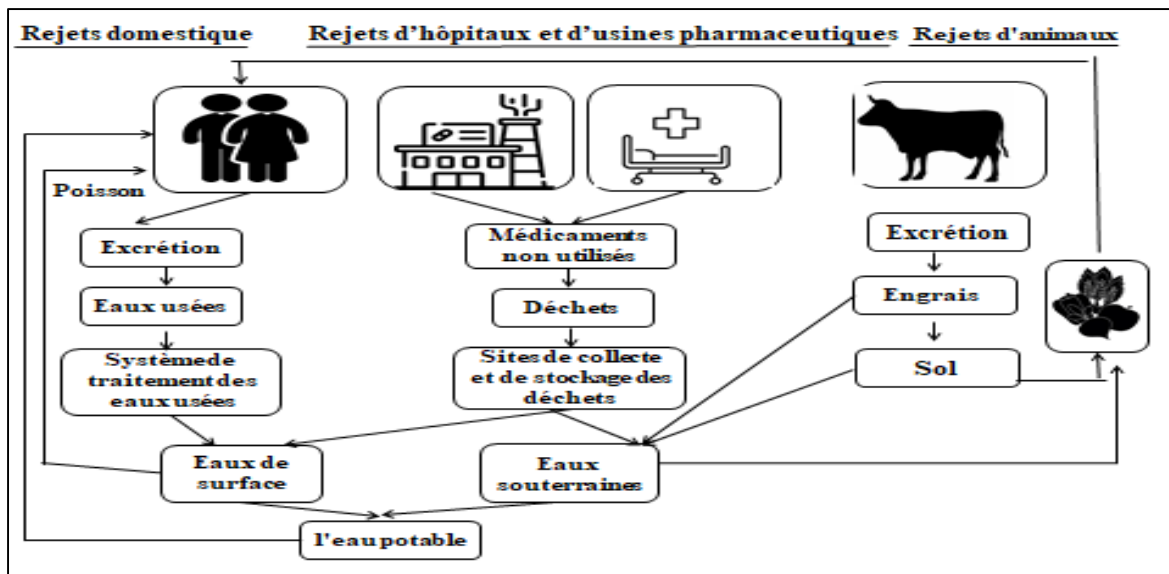 Rejets domestique
Rejets d'hôpitaux et d'usines pharmaceutiques
Rejets d'animaux
Poisson
Excrétion
Eaux usées
Systèmede
traitement des
eaux usées
Médicaments
non utilisés
Déchets
Sites de collecte
et de stockage des
déchets
Excrétion
Engrais
Sol
Eaux de
surface
Eaux
souterraines
l'eau potable